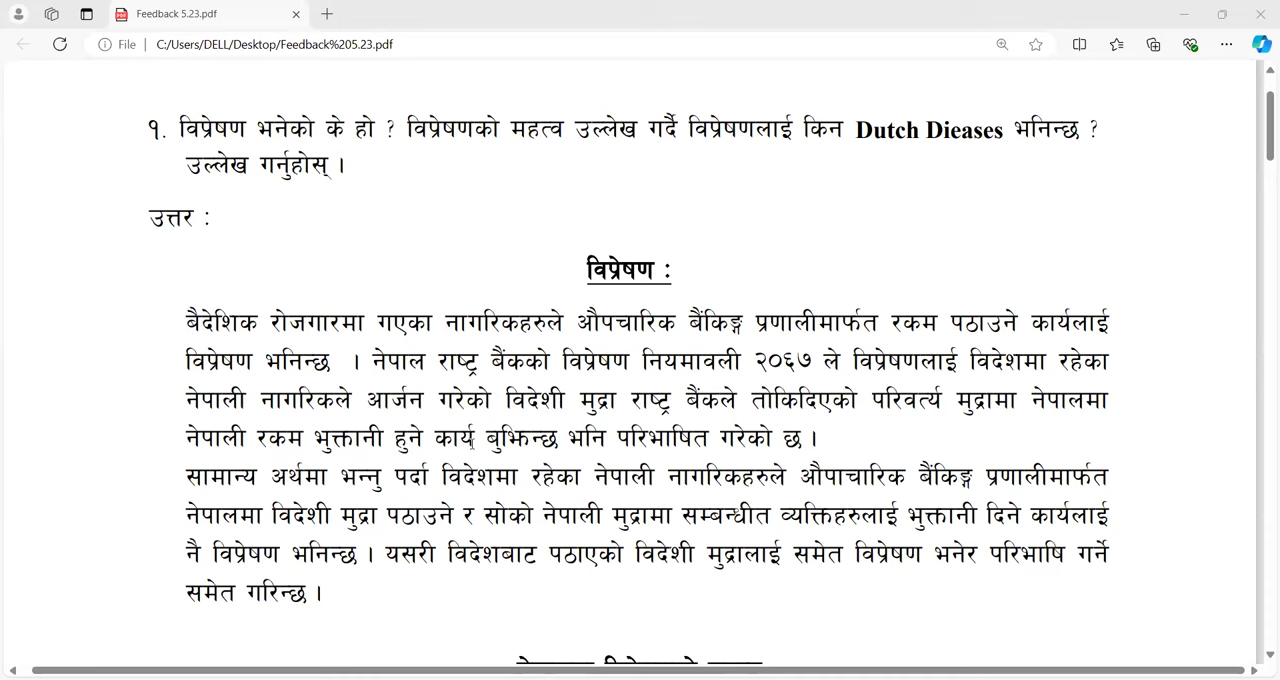 Feedback 5.23.pdf
File
C:/Users/DELL/Desktop/Feedback%205.23.pdf
१. विप्रेषण भनेको के हो ? विप्रेषणको महत्व उल्लेख गर्दै विप्रेषणलाई किन Dutch Dieases भनिन्छ ?
उल्लेख गर्नुहोस् ।
उत्तर :
विप्रेषण :
बैदेशिक रोजगारमा गएका नागरिकहरुले औपचारिक बैंकिङ्ग प्रणालीमार्फत रकम पठाउने कार्यलाई
विप्रेषण भनिन्छ । नेपाल राष्ट्र बैंकको विप्रेषण नियमावली २०६७ ले विप्रेषणलाई विदेशमा रहेका
नेपाली नागरिकले आर्जन गरेको विदेशी मुद्रा राष्ट्र बैंकले तोकिदिएको परिवर्त्य मुद्रामा नेपालमा
नेपाली रकम भुक्तानी हुने कार्य बुझिन्छ भनि परिभाषित गरेको छ ।
सामान्य अर्थमा भन्नु पर्दा विदेशमा रहेका नेपाली नागरिकहरुले औपाचारिक बैंकिङ्ग प्रणालीमार्फत
नेपालमा विदेशी मुद्रा पठाउने र सोको नेपाली मुद्रामा सम्बन्धीत व्यक्तिहरुलाई भुक्तानी दिने कार्यलाई
नै विप्रेषण भनिन्छ । यसरी विदेशबाट पठाएको विदेशी मुद्रालाई समेत विप्रेषण भनेर परिभाषि गर्ने
समेत गरिन्छ ।